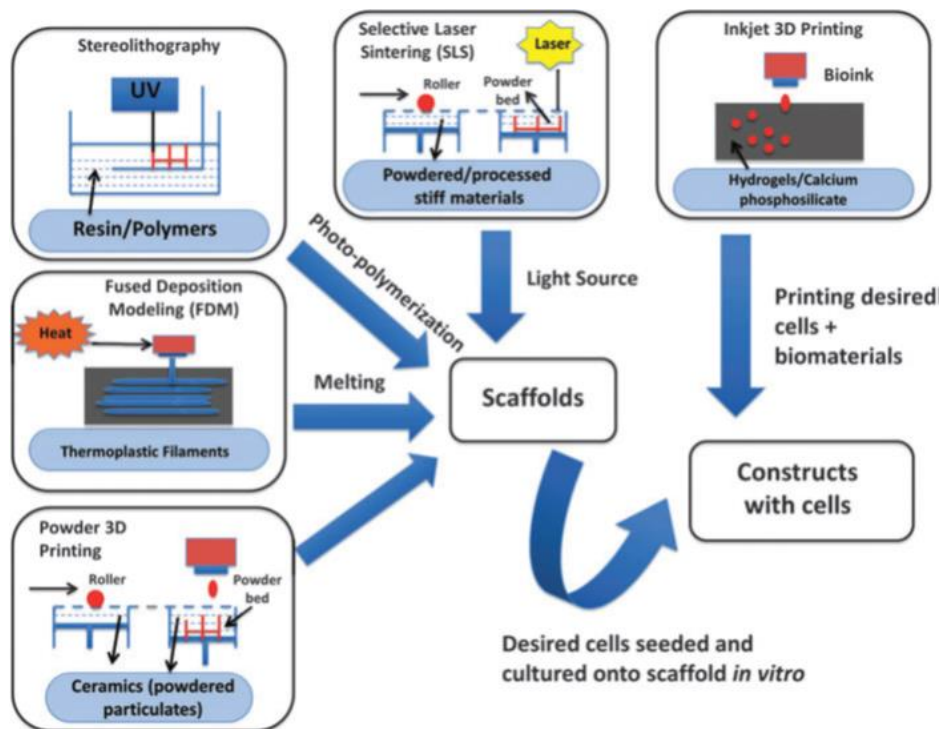 Stereolithography
UV
Resin/Polymers
Selective Laser
Sintering (SLS)
Laser
Roller
Powder
bed
Powdered/processed
stiff materials
Inkjet 3D Printing
Bioink
Hydrogels/Calcium
phosphosilicate
Photo-polymerization
Light Source
Printing desired
cells +
biomaterials
Fused Deposition
Modeling (FDM)
Heat
Thermoplastic Filaments
Melting
Scaffolds
Constructs
with cells
Powder 3D
Printing
Roller
Powder
bed
Ceramics (powdered
particulates)
Desired cells seeded and
cultured onto scaffold in vitro